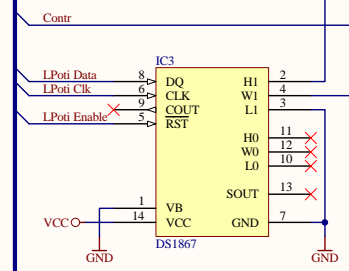 Contr
IC3
LPoti Data 8 DQ H1 2
LPoti Clk 6 CLK W1 4
9 COUT L1 3
LPoti Enable 5 RST
H0 11
W0 12
L0 10
SOUT 13
1 VB
VCC 14 VCC GND 7
DS1867
GND GND